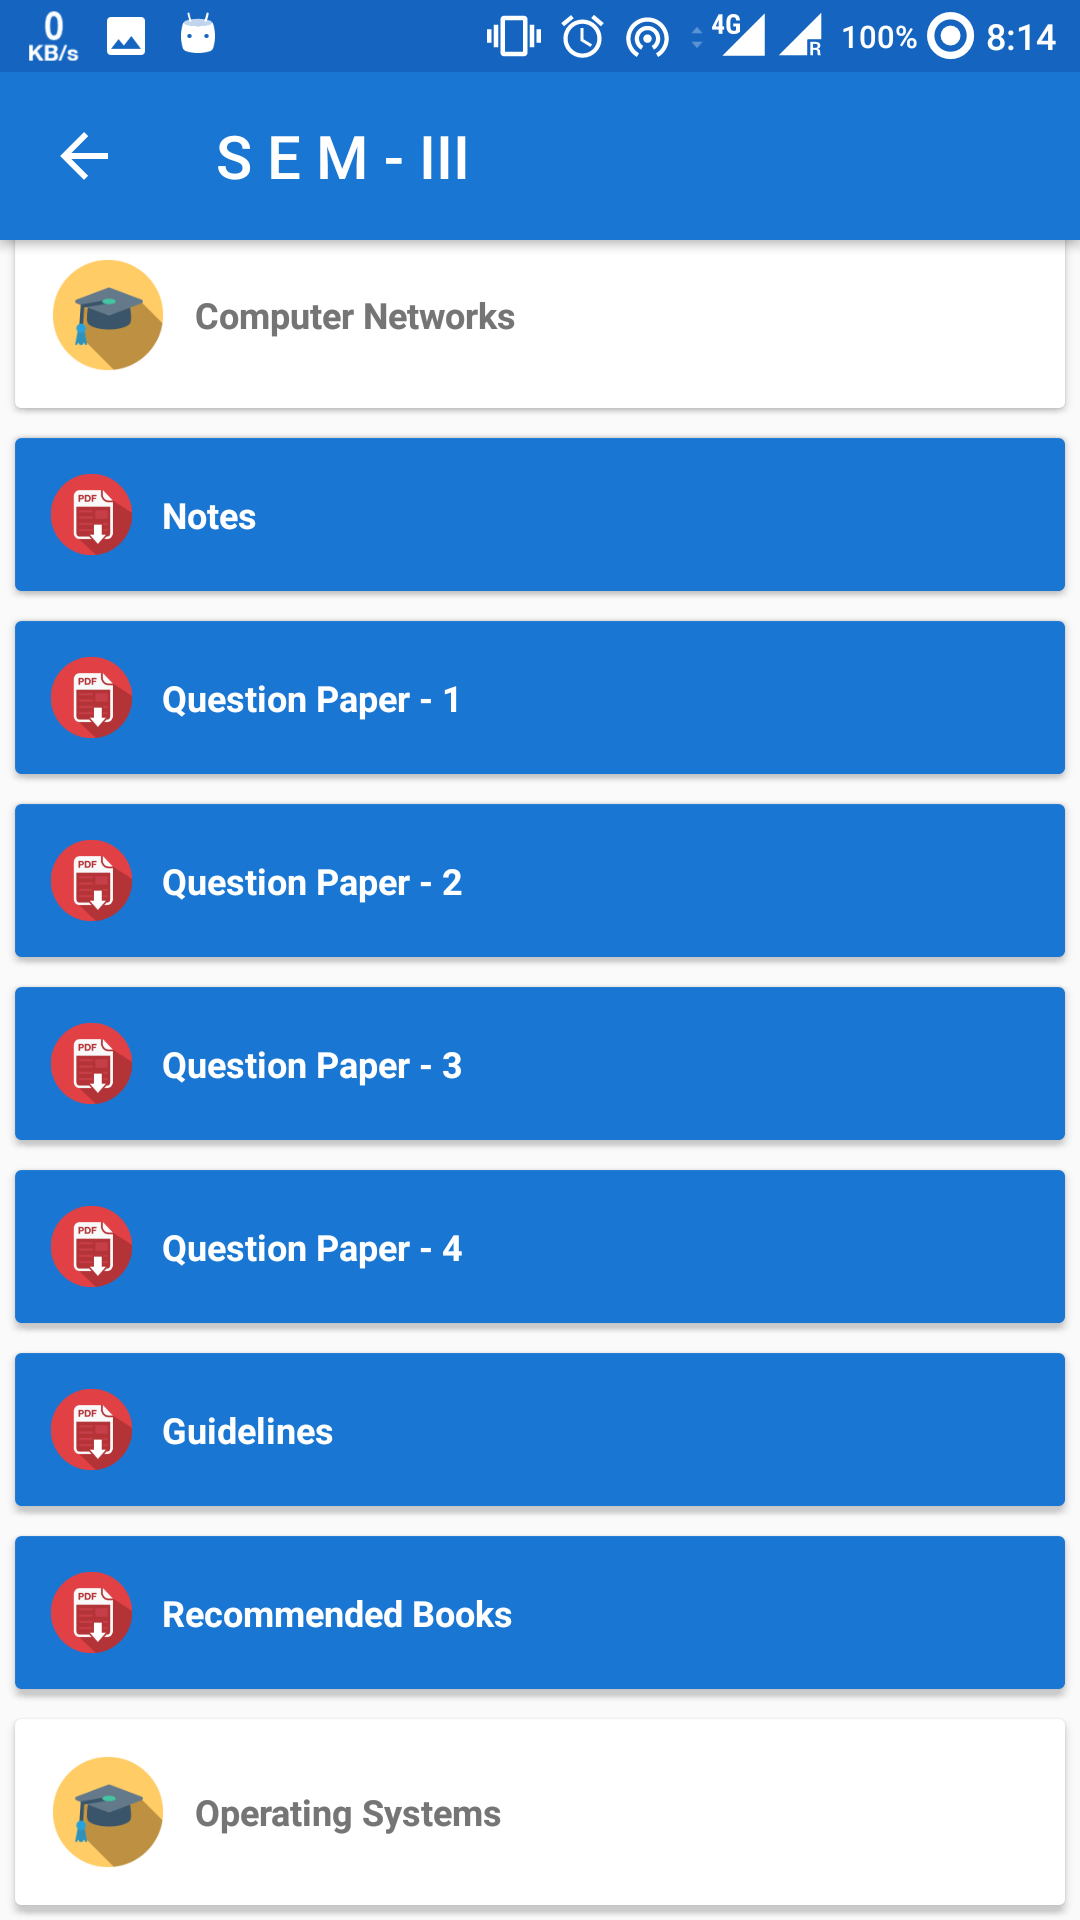 0
KB/s
4G
R
100%
8:14
S E M - III
Computer Networks
PDF
Notes
PDF
Question Paper - 1
PDF
Question Paper - 2
PDF
Question Paper - 3
PDF
Question Paper - 4
PDF
Guidelines
PDF
Recommended Books
Operating Systems